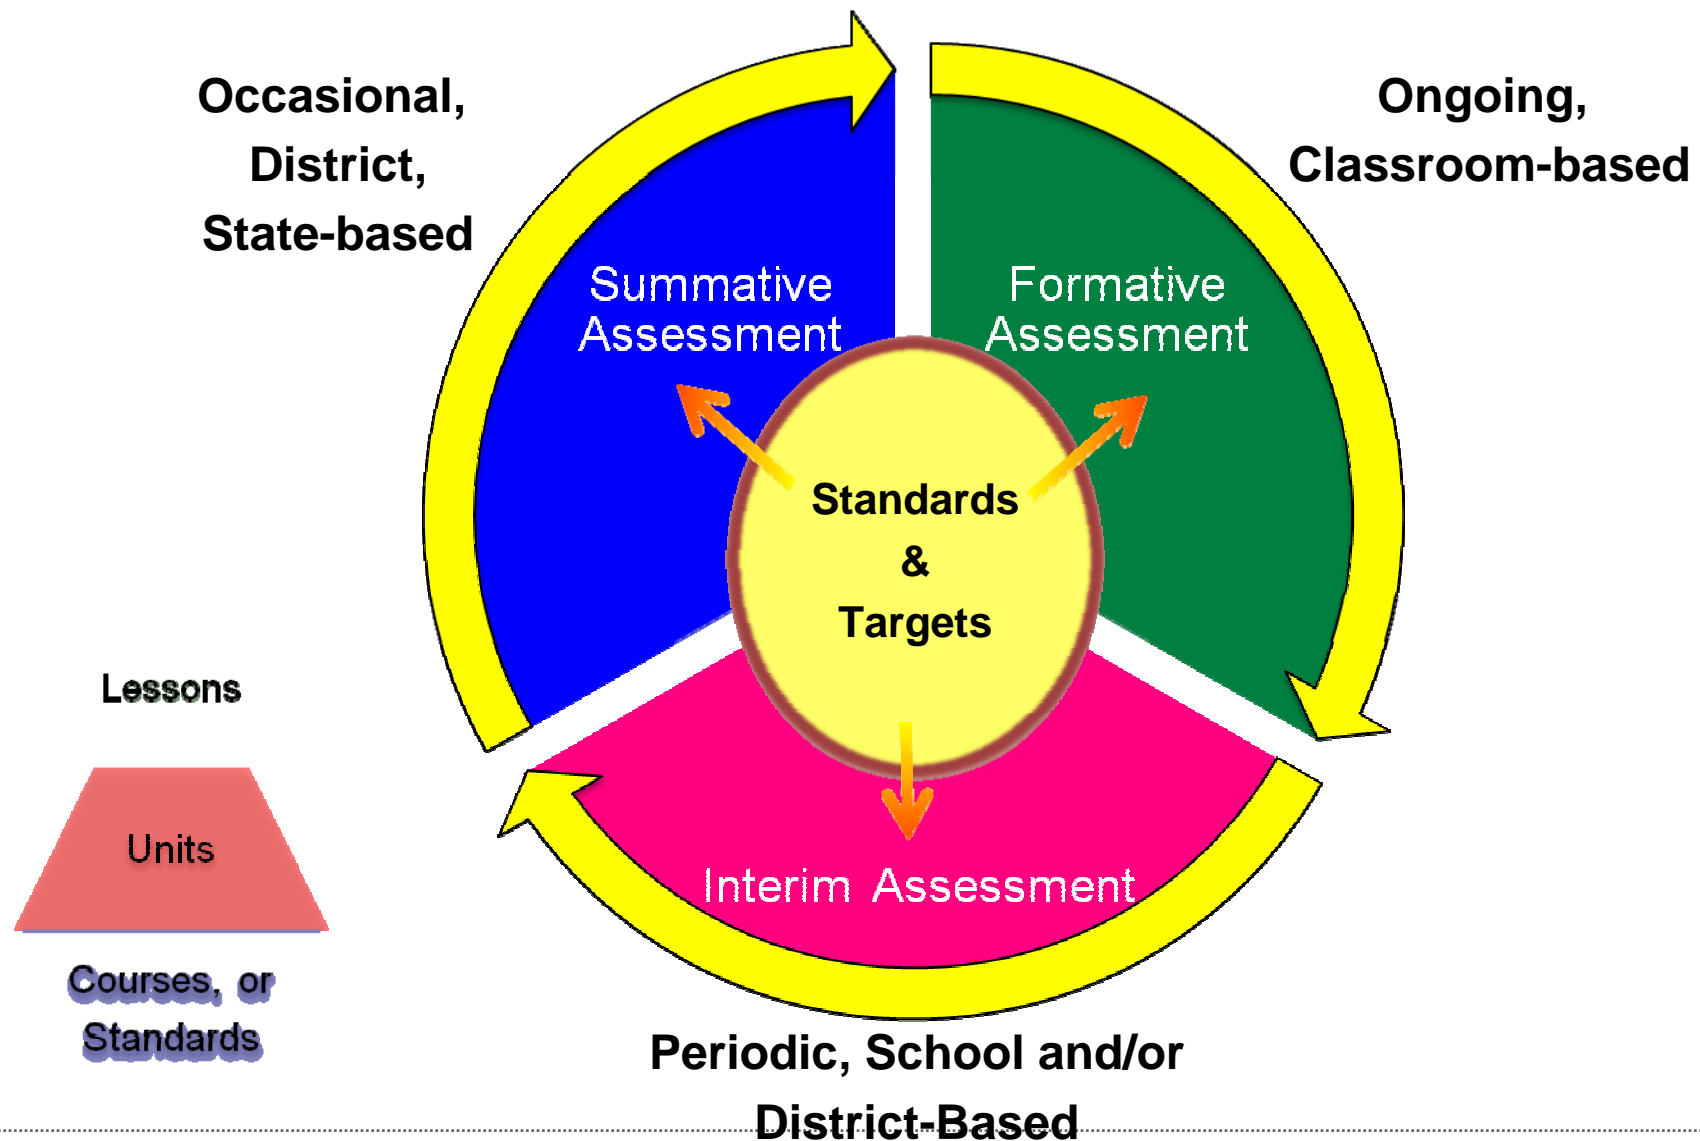 Occasional,
District,
State-based
Ongoing,
Classroom-based
Summative
Assessment
Formative
Assessment
Standards
&
Targets
Interim Assessment
Periodic, School and/or
District-Based
Lessons
Units
Courses, or
Standards